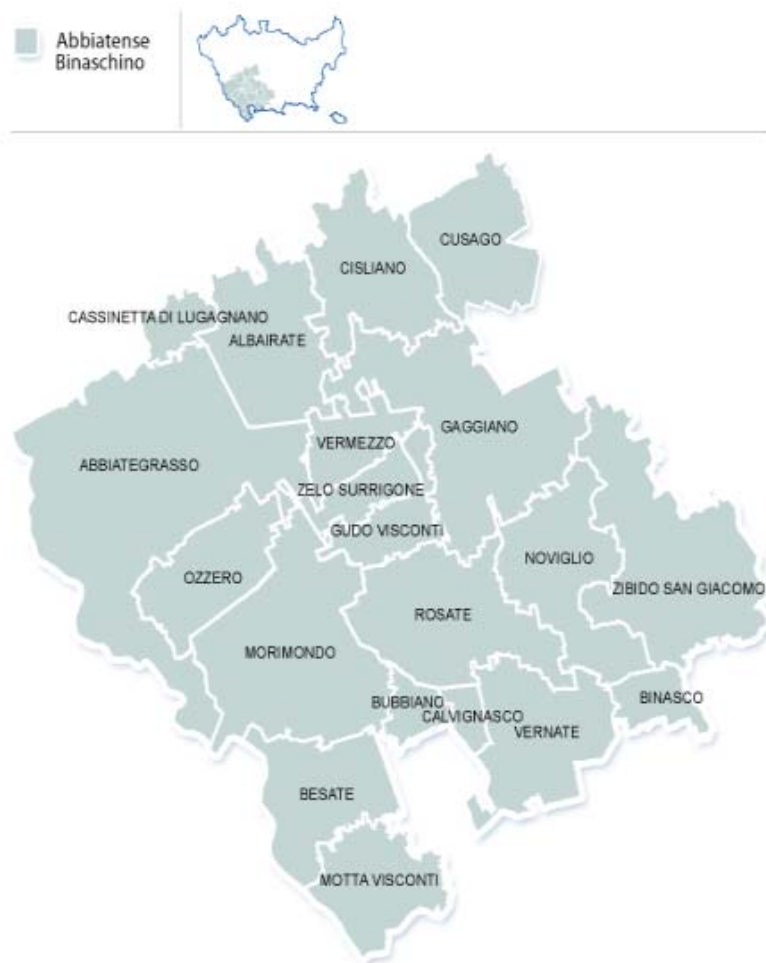 Abbiatense
Binaschino
CUSAGO
CISLIANO
CASSINETTA DI LUGAGNANO
ALBAIRATE
GAGGIANO
VERMEZZO
ABBIATEGRASSO
ZELO SURRIGONE
GUDO VISCONTI
NOVIGLIO
OZZERO
ZIBIDO SAN GIACOMO
ROSATE
MORIMONDO
BINASCO
BUBBIANO
CALVIGNASCO
VERNATE
BESATE
MOTTA VISCONTI